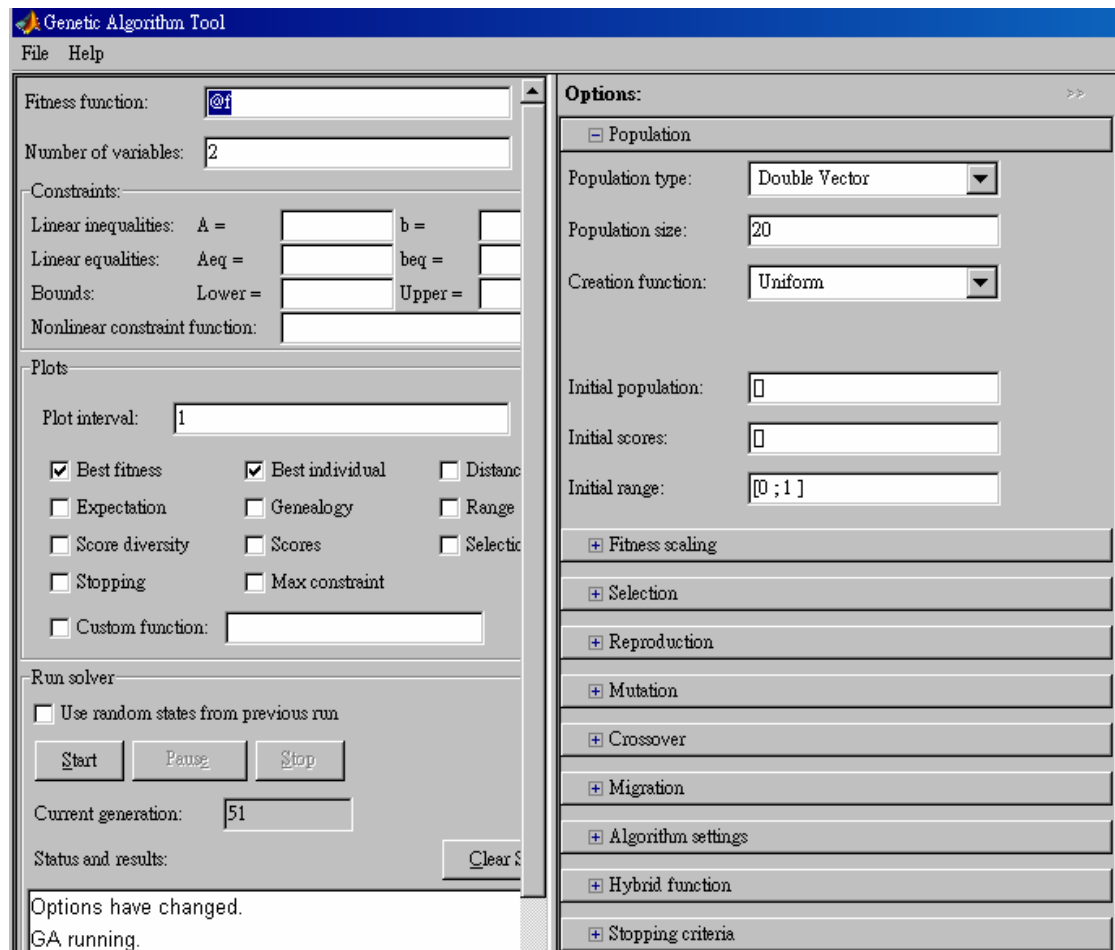 Genetic Algorithm Tool
File Help
Fitness function: @f
Number of variables: 2
Constraints:
Linear inequalities: A = b =
Linear equalities: Aeq = beq =
Bounds: Lower = Upper =
Nonlinear constraint function:
Plots
Plot interval: 1
Best fitness Best individual Distanc
Expectation Genealogy Range
Score diversity Scores Selectic
Stopping Max constraint
Custom function:
Run solver
Use random states from previous run
Start Pause Stop
Current generation: 51
Status and results: Clear S
Options have changed.
GA running.
Options: >>
Population
Population type: Double Vector
Population size: 20
Creation function: Uniform
Initial population: []
Initial scores: []
Initial range: [0 ; 1 ]
Fitness scaling
Selection
Reproduction
Mutation
Crossover
Migration
Algorithm settings
Hybrid function
Stopping criteria